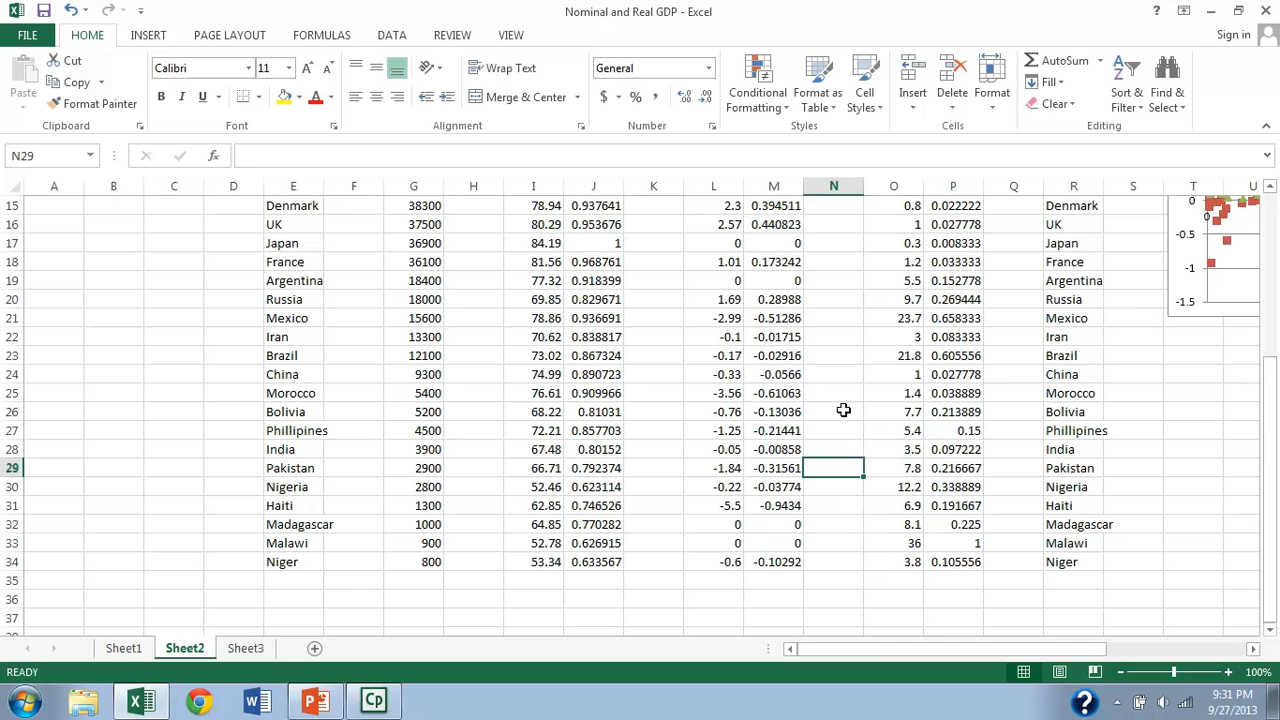 Nominal and Real GDP - Excel
FILE HOME INSERT PAGE LAYOUT FORMULAS DATA REVIEW VIEW Sign in
Paste Cut Copy Format Painter
Calibri 11
B I U A
Wrap Text
Merge & Center
General
$ % ,
Conditional Formatting Format as Table Cell Styles
Insert Delete Format
AutoSum Fill Clear
Sort & Filter Find & Select
Clipboard Font Alignment Number Styles Cells Editing
N29 fx
A B C D E F G H I J K L M N O P Q R S T U
15 Denmark 38300 78.94 0.937641 2.3 0.394511 0.8 0.022222 Denmark
16 UK 37500 80.29 0.953676 2.57 0.440823 1 0.027778 UK
17 Japan 36900 84.19 1 0 0 0.3 0.008333 Japan
18 France 36100 81.56 0.968761 1.01 0.173242 1.2 0.033333 France
19 Argentina 18400 77.32 0.918399 0 0 5.5 0.152778 Argentina
20 Russia 18000 69.85 0.829671 1.69 0.28988 9.7 0.269444 Russia
21 Mexico 15600 78.86 0.936691 -2.99 -0.51286 23.7 0.658333 Mexico
22 Iran 13300 70.62 0.838817 -0.1 -0.01715 3 0.083333 Iran
23 Brazil 12100 73.02 0.867324 -0.17 -0.02916 21.8 0.605556 Brazil
24 China 9300 74.99 0.890723 -0.33 -0.0566 1 0.027778 China
25 Morocco 5400 76.61 0.909966 -3.56 -0.61063 1.4 0.038889 Morocco
26 Bolivia 5200 68.22 0.81031 -0.76 -0.13036 7.7 0.213889 Bolivia
27 Phillipines 4500 72.21 0.857703 -1.25 -0.21441 5.4 0.15 Phillipines
28 India 3900 67.48 0.80152 -0.05 -0.00858 3.5 0.097222 India
29 Pakistan 2900 66.71 0.792374 -1.84 -0.31561 7.8 0.216667 Pakistan
30 Nigeria 2800 52.46 0.623114 -0.22 -0.03774 12.2 0.338889 Nigeria
31 Haiti 1300 62.85 0.746526 -5.5 -0.9434 6.9 0.191667 Haiti
32 Madagascar 1000 64.85 0.770282 0 0 8.1 0.225 Madagascar
33 Malawi 900 52.78 0.626915 0 0 36 1 Malawi
34 Niger 800 53.34 0.633567 -0.6 -0.10292 3.8 0.105556 Niger
35
36
37
0
0
-0.5
-1
-1.5
Sheet1 Sheet2 Sheet3
READY 100%
9:31 PM
9/27/2013